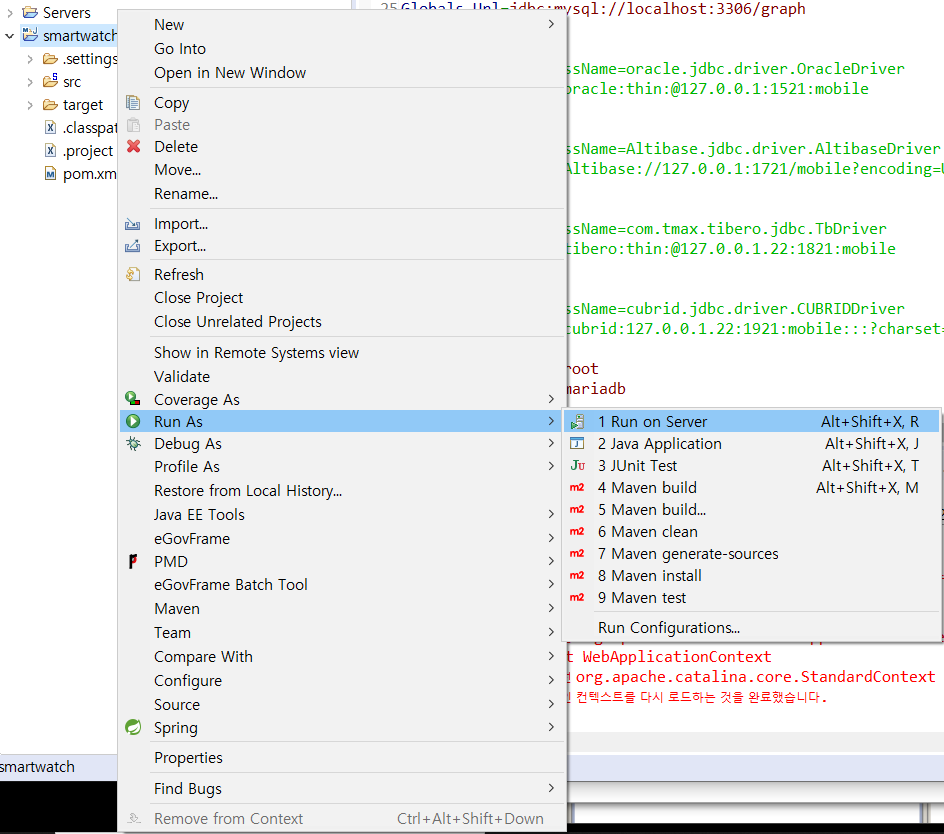 Servers
smartwatch
.settings
src
target
.classpat
.project
pom.xm
New
Go Into
Open in New Window
Copy
Paste
Delete
Move...
Rename...
Import...
Export...
Refresh
Close Project
Close Unrelated Projects
Show in Remote Systems view
Validate
Coverage As
Run As
Debug As
Profile As
Restore from Local History...
Java EE Tools
eGovFrame
PMD
eGovFrame Batch Tool
Maven
Team
Compare With
Configure
Source
Spring
Properties
Find Bugs
Remove from Context Ctrl+Alt+Shift+Down
25 Globals.Url=jdbc:mysql://localhost:3306/graph
sName=oracle.jdbc.driver.OracleDriver
oracle:thin:@127.0.0.1:1521:mobile
sName=Altibase.jdbc.driver.AltibaseDriver
Altibase://127.0.0.1:1721/mobile?encoding=
sName=com.tmax.tibero.jdbc.TbDriver
tibero:thin:@127.0.0.1.22:1821:mobile
sName=cubrid.jdbc.driver.CUBRIDDriver
cubrid:127.0.0.1.22:1921:mobile:::?charset=
root
mariadb
1 Run on Server Alt+Shift+X, R
2 Java Application Alt+Shift+X, J
3 JUnit Test Alt+Shift+X, T
4 Maven build Alt+Shift+X, M
5 Maven build...
6 Maven clean
7 Maven generate-sources
8 Maven install
9 Maven test
Run Configurations...
t WebApplicationContext
org.apache.catalina.core.StandardContext
컨텍스트를 다시 로드하는 것을 완료했습니다.
smartwatch